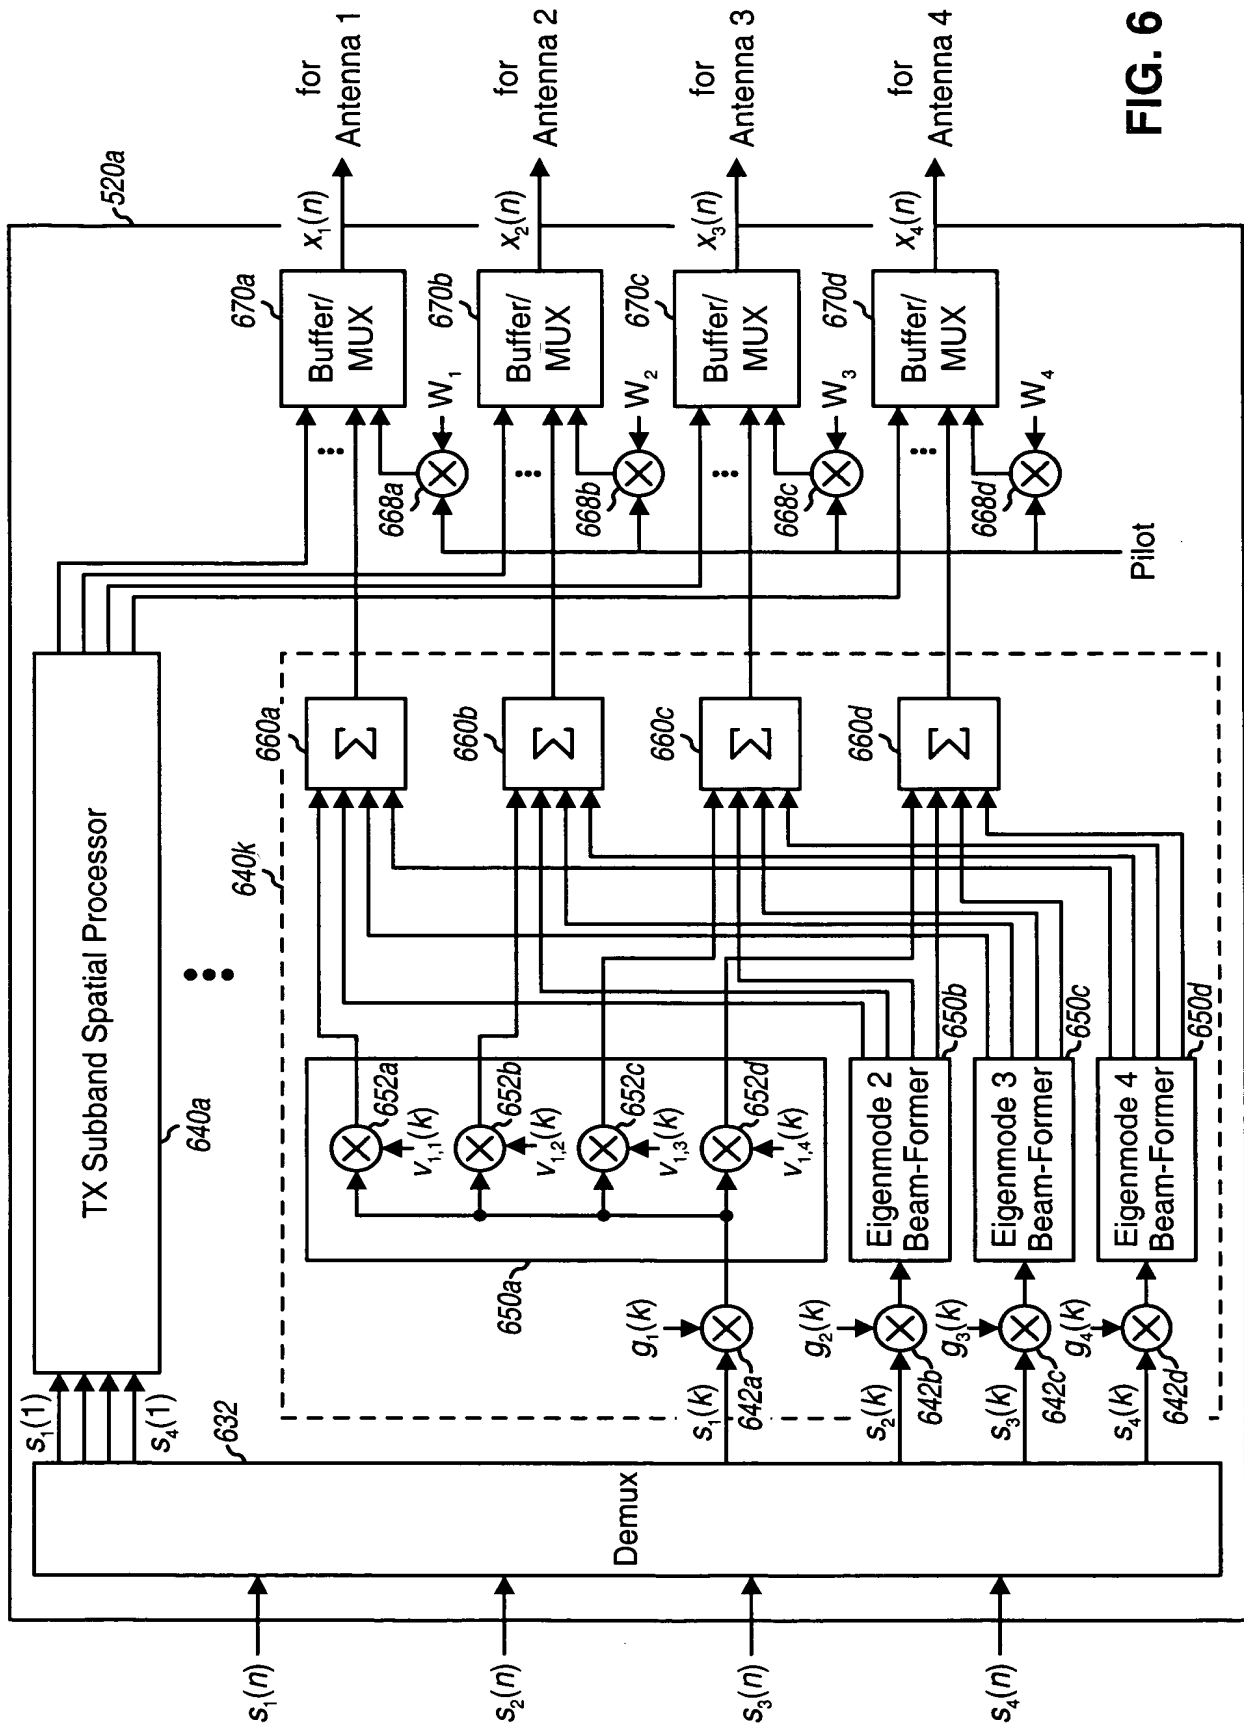 520a
s1(n)
s2(n)
s3(n)
s4(n)
Demux
632
s1(1)
s4(1)
TX Subband Spatial Processor
640a
640k
s1(k)
g1(k)
642a
650a
v1,1(k)
652a
v1,2(k)
652b
v1,3(k)
652c
v1,4(k)
652d
s2(k)
g2(k)
642b
Eigenmode 2
Beam-Former
650b
s3(k)
g3(k)
642c
Eigenmode 3
Beam-Former
650c
s4(k)
g4(k)
642d
Eigenmode 4
Beam-Former
650d
660a
Σ
660b
Σ
660c
Σ
660d
Σ
Pilot
668a
W1
668b
W2
668c
W3
668d
W4
670a
Buffer/
MUX
670b
Buffer/
MUX
670c
Buffer/
MUX
670d
Buffer/
MUX
x1(n)
for
Antenna 1
x2(n)
for
Antenna 2
x3(n)
for
Antenna 3
x4(n)
for
Antenna 4
FIG. 6